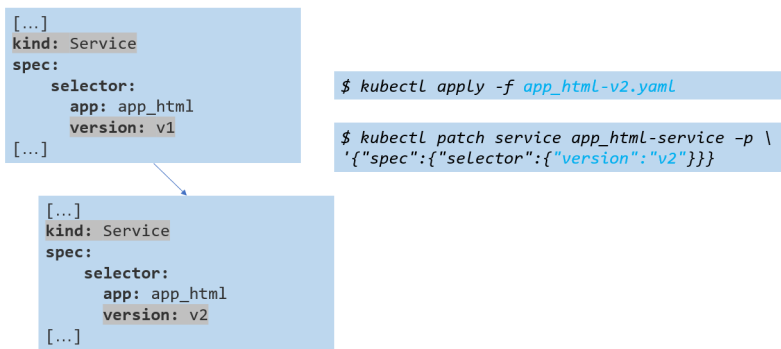 [...]
kind: Service
spec:
    selector:
      app: app_html
      version: v1
[...]
$ kubectl apply -f app_html-v2.yaml
$ kubectl patch service app_html-service –p \
'{"spec":{"selector":{"version":"v2"}}}
[...]
kind: Service
spec:
    selector:
      app: app_html
      version: v2
[...]